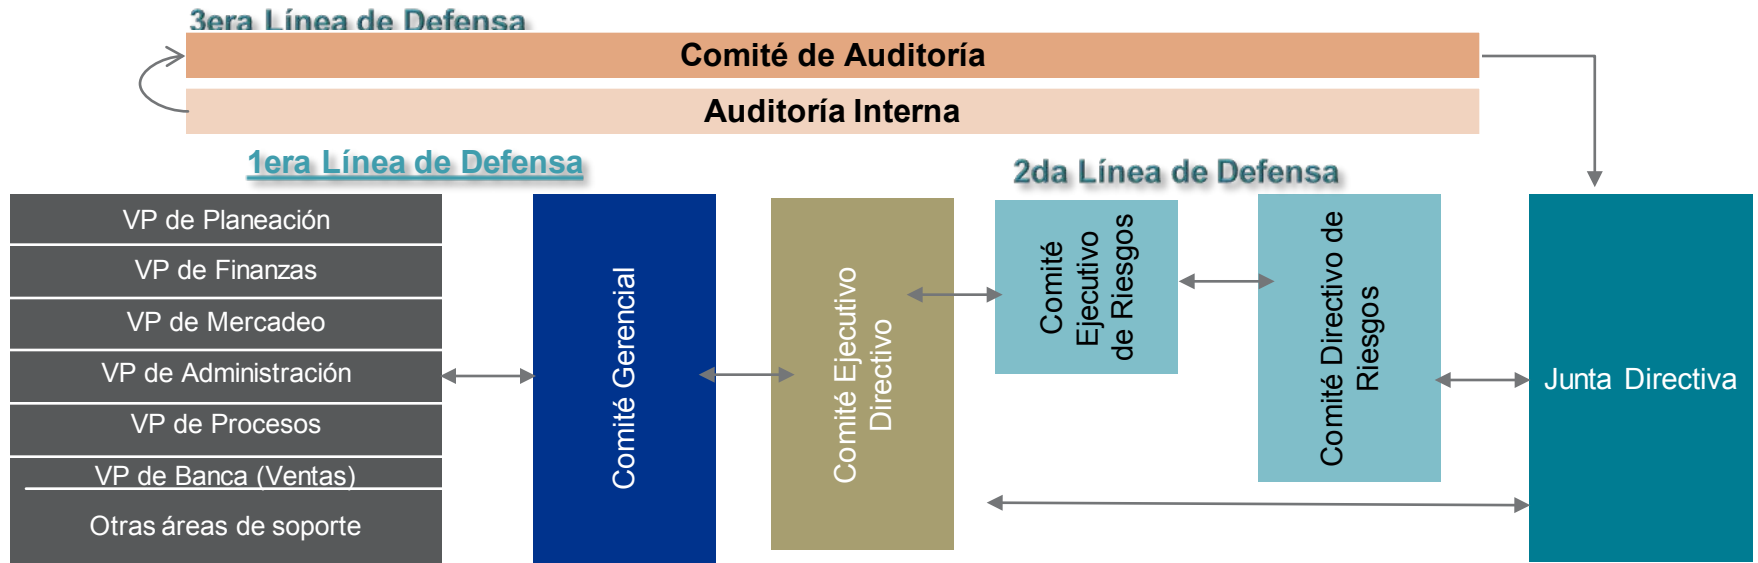 3era Línea de Defensa
Comité de Auditoría
Auditoría Interna
1era Línea de Defensa
2da Línea de Defensa
VP de Planeación
VP de Finanzas
VP de Mercadeo
VP de Administración
VP de Procesos
VP de Banca (Ventas)
Otras áreas de soporte
Comité Gerencial
Comité Ejecutivo
Directivo
Comité
Ejecutivo
de Riesgos
Comité Directivo de
Riesgos
Junta Directiva